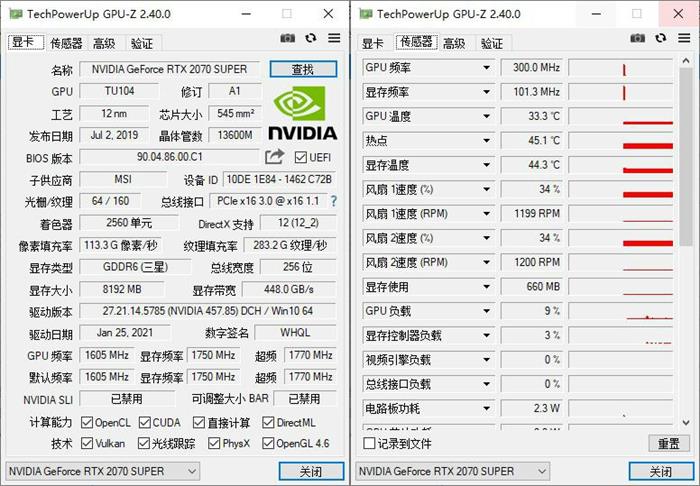 TechPowerUp GPU-Z 2.40.0
显卡 传感器 高级 验证
名称 NVIDIA GeForce RTX 2070 SUPER 查找
GPU TU104 修订 A1
工艺 12 nm 芯片大小 545 mm²
NVIDIA
发布日期 Jul 2, 2019 晶体管数 13600M
BIOS 版本 90.04.86.00.C1 UEFI
子供应商 MSI 设备 ID 10DE 1E84 - 1462 C72B
光栅/纹理 64 / 160 总线接口 PCIe x16 3.0 @ x16 1.1 ?
着色器 2560 单元 DirectX 支持 12 (12_2)
像素填充率 113.3 G 像素/秒 纹理填充率 283.2 G 纹理/秒
显存类型 GDDR6 (三星) 总线宽度 256 位
显存大小 8192 MB 显存带宽 448.0 GB/s
驱动版本 27.21.14.5785 (NVIDIA 457.85) DCH / Win10 64
驱动日期 Jan 25, 2021 数字签名 WHQL
GPU 频率 1605 MHz 显存频率 1750 MHz 超频 1770 MHz
默认频率 1605 MHz 显存频率 1750 MHz 超频 1770 MHz
NVIDIA SLI 已禁用 可调整大小 BAR 已禁用
计算能力 OpenCL CUDA 直接计算 DirectML
技术 Vulkan 光线跟踪 PhysX OpenGL 4.6
NVIDIA GeForce RTX 2070 SUPER 关闭
TechPowerUp GPU-Z 2.40.0
显卡 传感器 高级 验证
GPU 频率 300.0 MHz
显存频率 101.3 MHz
GPU 温度 33.3 °C
热点 45.1 °C
显存温度 44.3 °C
风扇 1速度 (%) 34 %
风扇 1速度 (RPM) 1199 RPM
风扇 2速度 (%) 34 %
风扇 2速度 (RPM) 1200 RPM
显存使用 660 MB
GPU 负载 9 %
显存控制器负载 3 %
视频引擎负载 0 %
总线接口负载 0 %
电路板功耗 2.3 W
记录到文件 重置
NVIDIA GeForce RTX 2070 SUPER 关闭